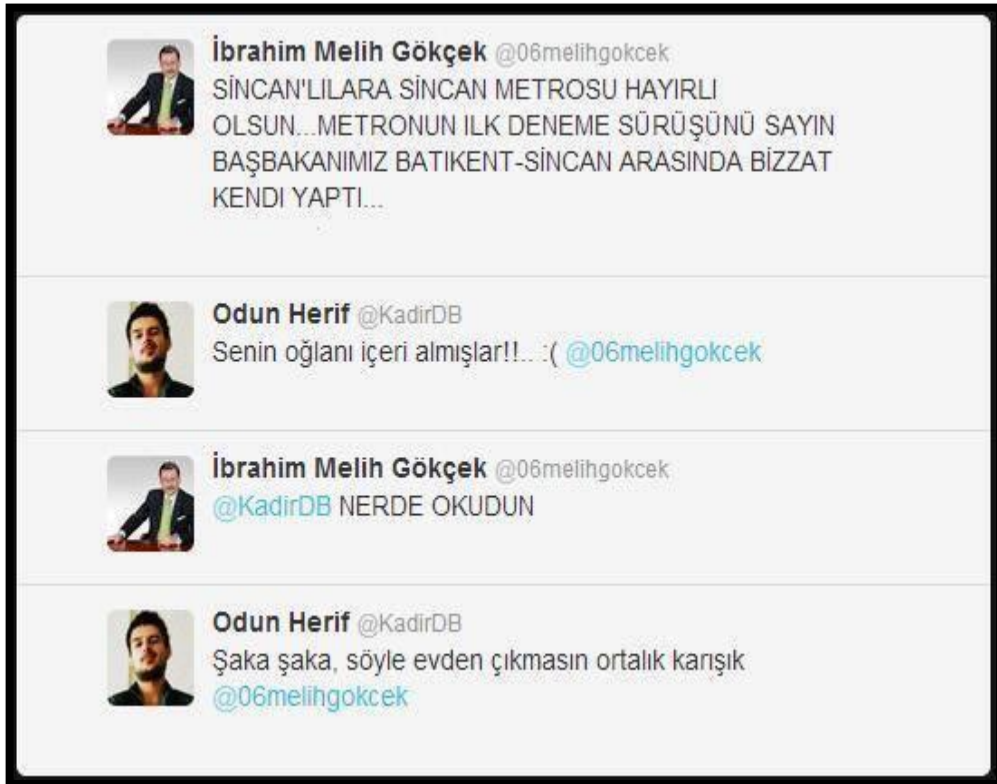 İbrahim Melih Gökçek @06melihgokcek
SİNCAN'LILARA SİNCAN METROSU HAYIRLI
OLSUN...METRONUN ILK DENEME SÜRÜŞÜNÜ SAYIN
BAŞBAKANIMIZ BATIKENT-SİNCAN ARASINDA BİZZAT
KENDI YAPTI...
Odun Herif @KadirDB
Senin oğlanı içeri almışlar!!.. :( @06melihgokcek
İbrahim Melih Gökçek @06melihgokcek
@KadirDB NERDE OKUDUN
Odun Herif @KadirDB
Şaka şaka, söyle evden çıkmasın ortalık karışık
@06melihgokcek